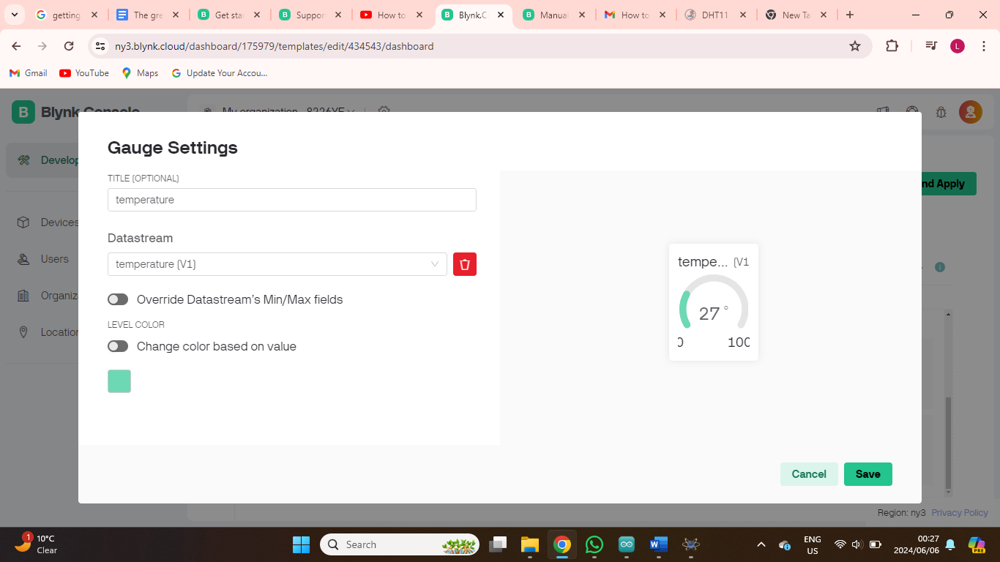 getting
The gre
Get sta
Suppor
How to
Blynk.C
Manual
How to
DHT11
New Ta
ny3.blynk.cloud/dashboard/175979/templates/edit/434543/dashboard
L
Gmail
YouTube
Maps
Update Your Accou...
B
Blynk Console
My organization - 8226YE
Develop
nd Apply
Devices
Users
Organiz
Location
Gauge Settings
TITLE (OPTIONAL)
temperature
Datastream
temperature (V1)
Override Datastream's Min/Max fields
LEVEL COLOR
Change color based on value
tempe... (V1
27 °
0 100
Cancel
Save
Region: ny3 Privacy Policy
1
10°C
Clear
Search
ENG
US
00:27
2024/06/06
PRE